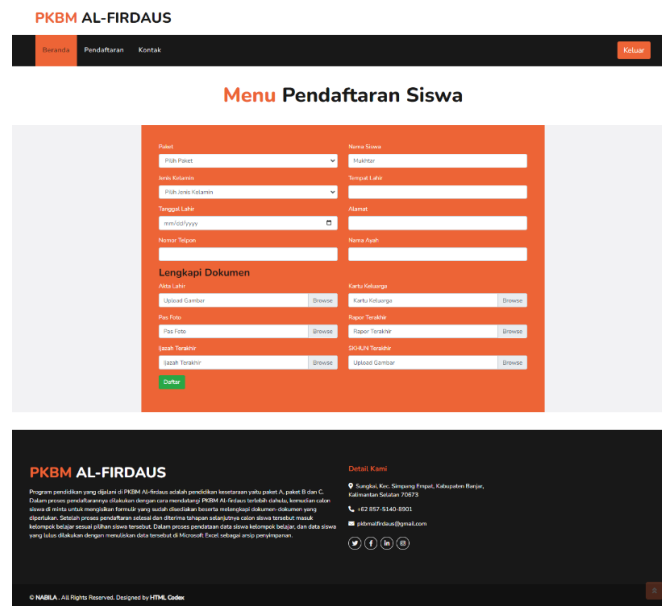 PKBM AL-FIRDAUS
Beranda Pendaftaran Kontak Keluar
Menu Pendaftaran Siswa
Paket Nama Siswa
Pilih Paket Mukhtar
Jenis Kelamin Tempat Lahir
Pilih Jenis Kelamin
Tanggal Lahir Alamat
mm/dd/yyyy
Nomor Telpon Nama Ayah
Lengkapi Dokumen
Akta Lahir Kartu Keluarga
Upload Gambar Browse Kartu Keluarga Browse
Pas Foto Rapor Terakhir
Pas Foto Browse Rapor Terakhir Browse
Ijazah Terakhir SKHUN Terakhir
Ijazah Terakhir Browse Upload Gambar Browse
Daftar
PKBM AL-FIRDAUS
Program pendidikan yang dijalani di PKBM Al-firdaus adalah pendidikan kesetaraan yaitu paket A, paket B dan C.
Dalam proses pendaftarannya dilakukan dengan cara mendatangi PKBM Al-firdaus terlebih dahulu, kemudian calon
siswa di minta untuk mengisikan formulir yang sudah disediakan beserta melengkapi dokumen-dokumen yang
diperlukan. Setelah proses pendaftaran selesai dan diterima tahapan selanjutnya calon siswa tersebut masuk
kelompok belajar sesuai pilihan siswa tersebut. Dalam proses pendataan data siswa kelompok belajar, dan data siswa
yang lulus dilakukan dengan menuliskan data tersebut di Microsoft Excel sebagai arsip penyimpanan.
Detail Kami
Sungkai, Kec. Simpang Empat, Kabupaten Banjar,
Kalimantan Selatan 70673
+62 857-5140-8901
pkbmalfirdaus@gmail.com
© NABILA . All Rights Reserved. Designed by HTML Codex